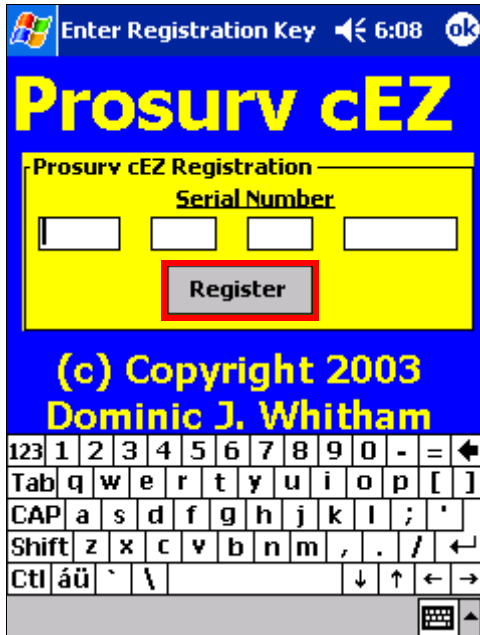 Enter Registration Key 6:08 ok
Prosurv cEZ
Prosurv cEZ Registration
Serial Number
Register
(c) Copyright 2003
Dominic J. Whitham
123 1 2 3 4 5 6 7 8 9 0 - =
Tab q w e r t y u i o p [ ]
CAP a s d f g h j k l ; '
Shift z x c v b n m , . /
Ctl áü ` \ ↓ ↑ ← →